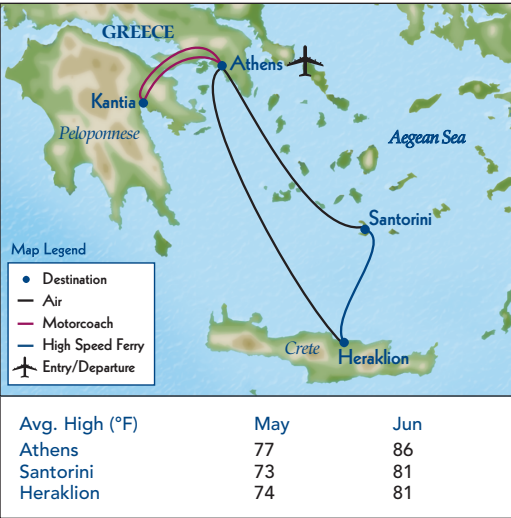 GREECE
Athens
Kantia
Peloponnese
Aegean Sea
Santorini
Map Legend
Destination
Air
Motorcoach
High Speed Ferry
Entry/Departure
Crete
Heraklion
Avg. High (°F) May Jun
Athens 77 86
Santorini 73 81
Heraklion 74 81